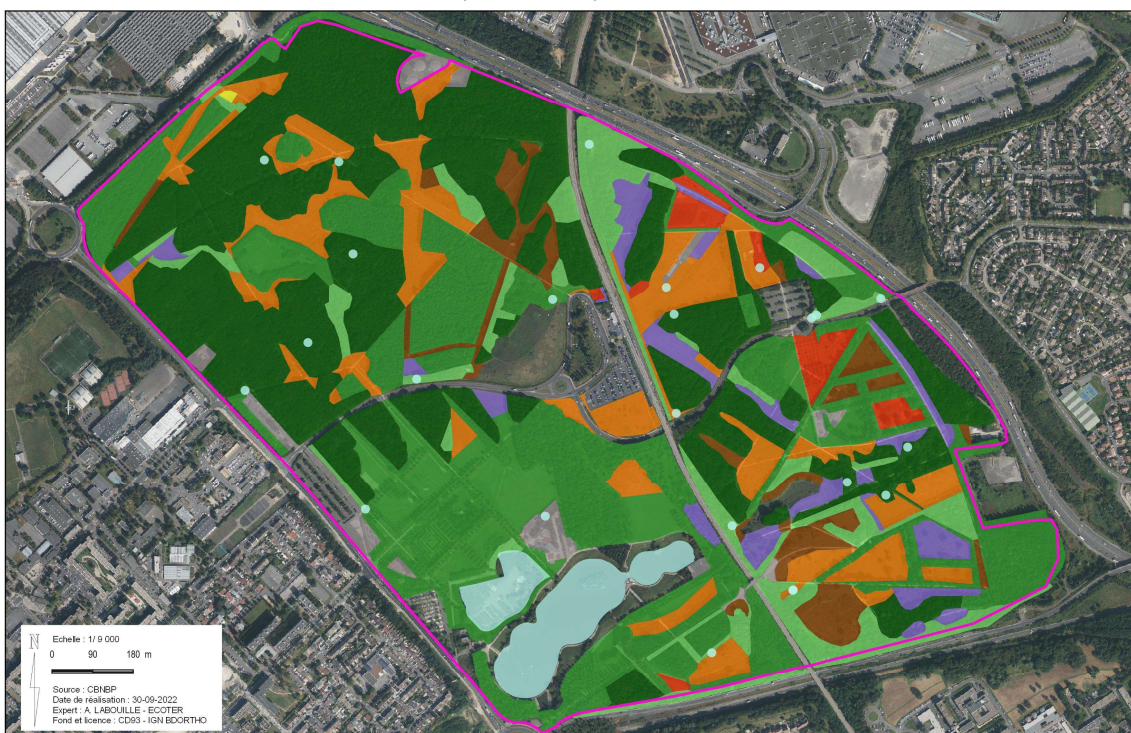 N
Echelle : 1/ 9 000
0 90 180 m
Source : CBNBP
Date de réalisation : 30-09-2022
Expert : A. LABOUILLE - ECOTER
Fond et licence : CD93 - IGN BDORTHO